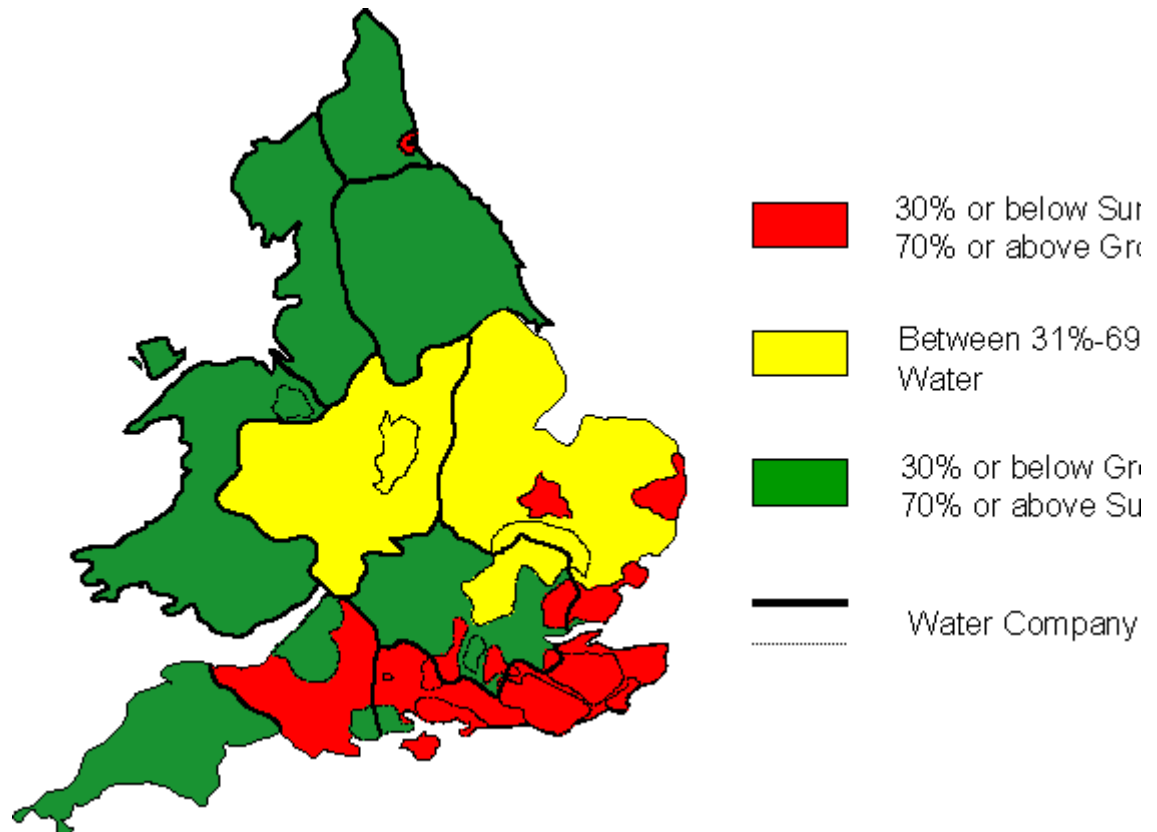 30% or below Sur
70% or above Gro
Between 31%-69
Water
30% or below Gro
70% or above Su
Water Company